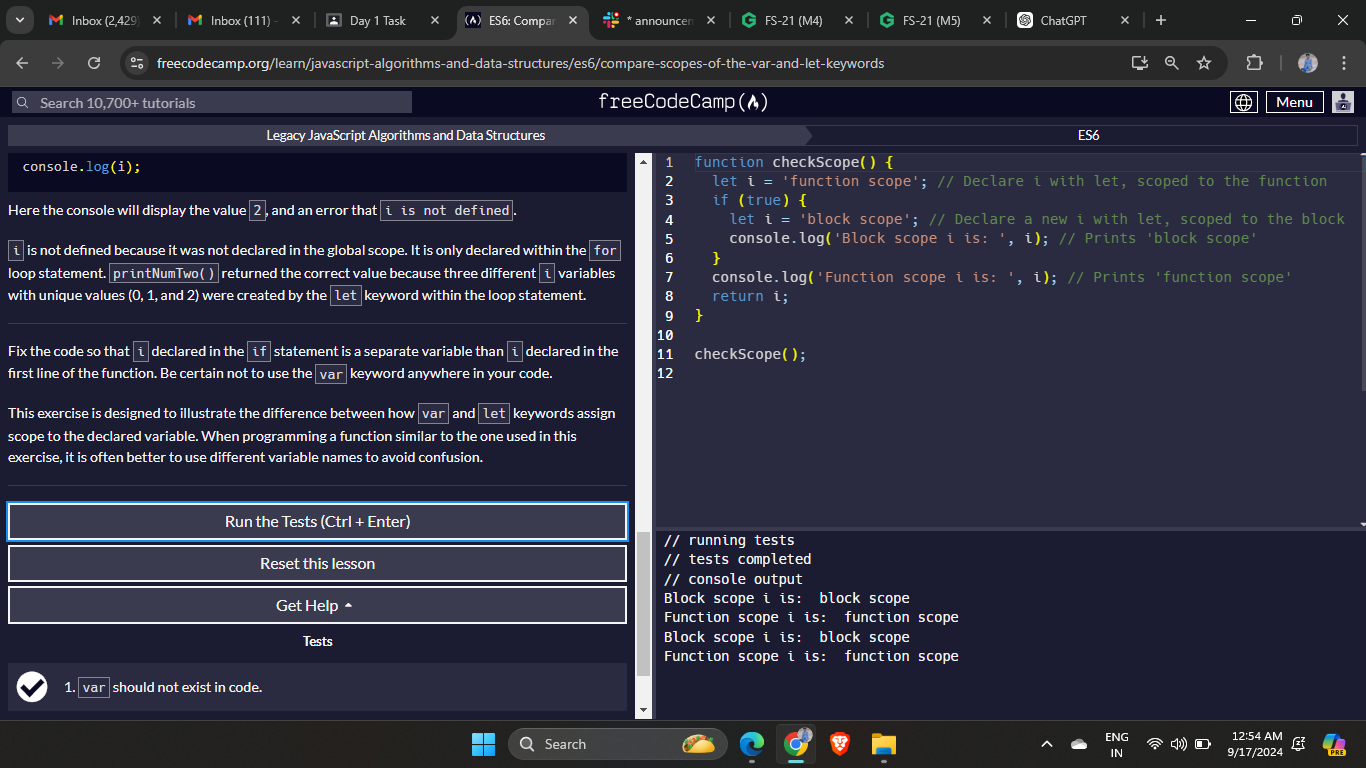 Inbox (2,429
Inbox (111) -
Day 1 Task
ES6: Compar
* announcen
FS-21 (M4)
FS-21 (M5)
ChatGPT
freecodecamp.org/learn/javascript-algorithms-and-data-structures/es6/compare-scopes-of-the-var-and-let-keywords
Search 10,700+ tutorials
freeCodeCamp
Menu
Legacy JavaScript Algorithms and Data Structures
ES6
console.log(i);
Here the console will display the value 2, and an error that i is not defined.
i is not defined because it was not declared in the global scope. It is only declared within the for
loop statement. printNumTwo() returned the correct value because three different i variables
with unique values (0, 1, and 2) were created by the let keyword within the loop statement.
Fix the code so that i declared in the if statement is a separate variable than i declared in the
first line of the function. Be certain not to use the var keyword anywhere in your code.
This exercise is designed to illustrate the difference between how var and let keywords assign
scope to the declared variable. When programming a function similar to the one used in this
exercise, it is often better to use different variable names to avoid confusion.
Run the Tests (Ctrl + Enter)
Reset this lesson
Get Help
Tests
1. var should not exist in code.
1 function checkScope() {
2 let i = 'function scope'; // Declare i with let, scoped to the function
3 if (true) {
4 let i = 'block scope'; // Declare a new i with let, scoped to the block
5 console.log('Block scope i is: ', i); // Prints 'block scope'
6 }
7 console.log('Function scope i is: ', i); // Prints 'function scope'
8 return i;
9 }
10
11 checkScope();
12
// running tests
// tests completed
// console output
Block scope i is:  block scope
Function scope i is:  function scope
Block scope i is:  block scope
Function scope i is:  function scope
Search
ENG
IN
12:54 AM
9/17/2024
PRE